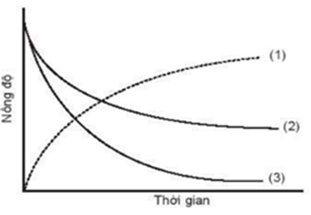 (1)
Nồng độ
(2)
(3)
Thời gian